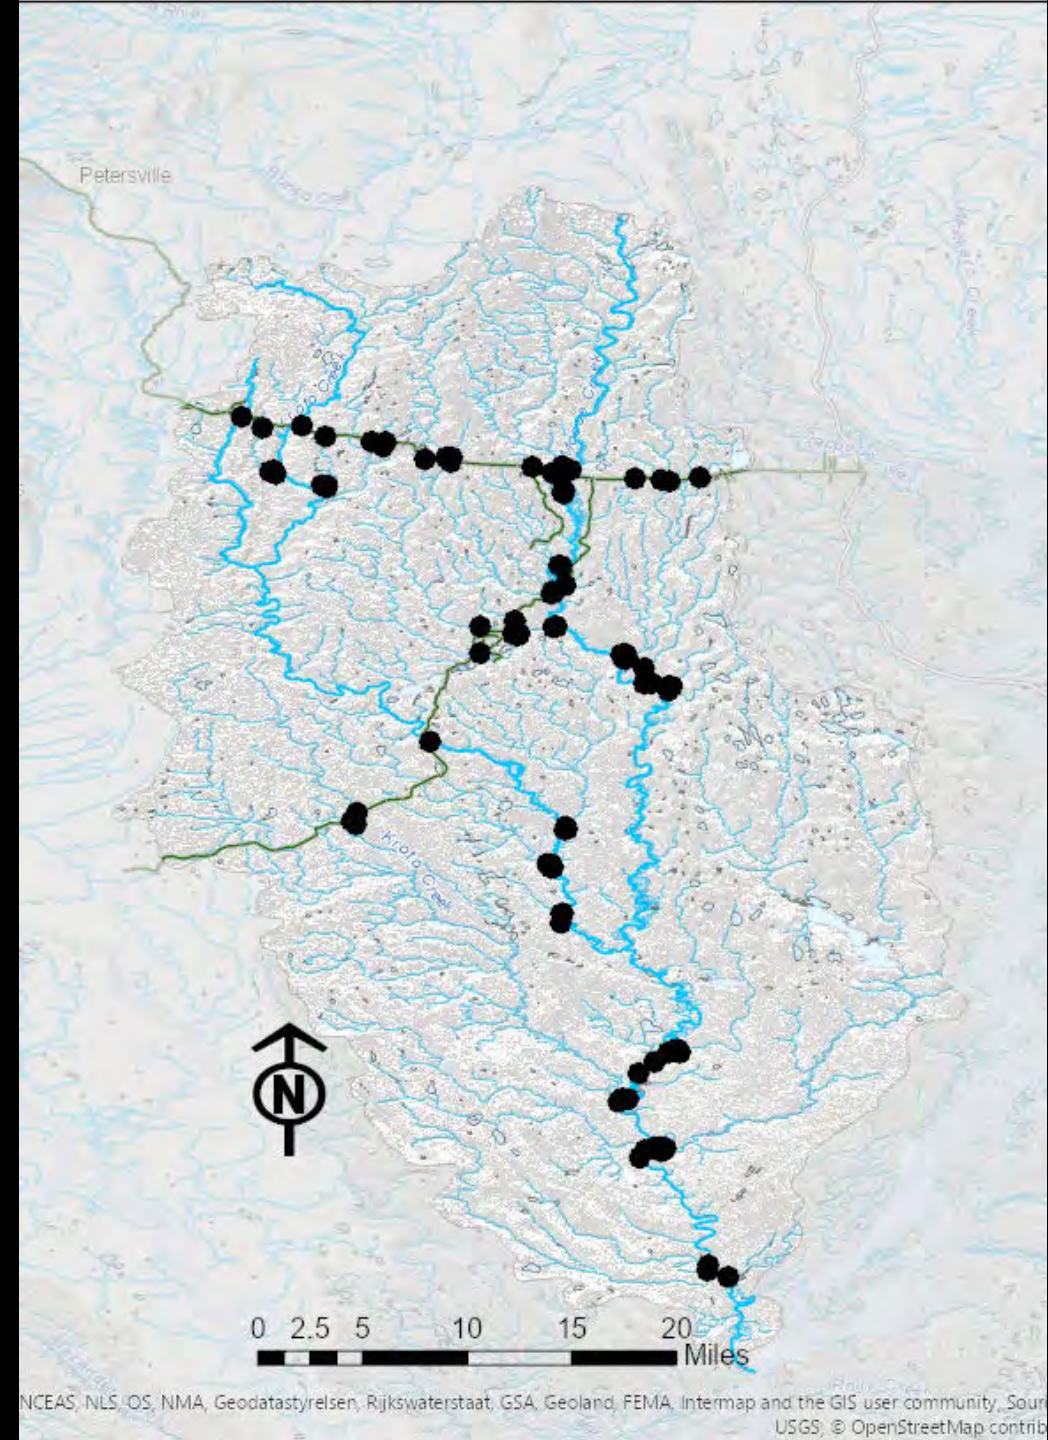 Petersville
Creek
Kroto Creek
N
0 2.5 5 10 15 20
Miles
NCEAS, NLS, OS, NMA, Geodatastyrelsen, Rijkswaterstaat, GSA, Geoland, FEMA, Intermap and the GIS user community, Sour
USGS, © OpenStreetMap contrib